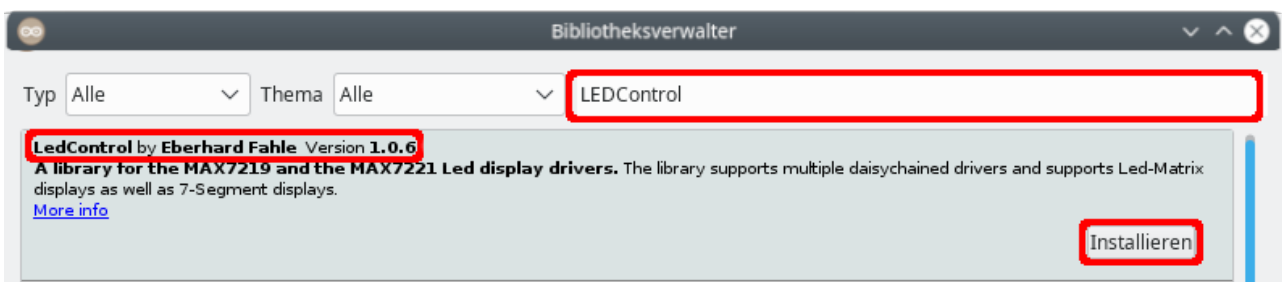 Bibliotheksverwalter
Typ Alle Thema Alle LEDControl
LedControl by Eberhard Fahle Version 1.0.6
A library for the MAX7219 and the MAX7221 Led display drivers. The library supports multiple daisychained drivers and supports Led-Matrix
displays as well as 7-Segment displays.
More info
Installieren